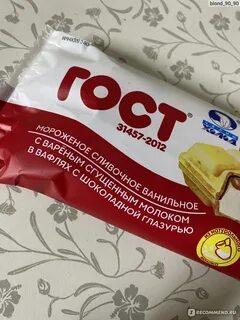 blond_90_90
ГОСТ
31457-2012
МОРОЖЕНОЕ СЛИВОЧНОЕ ВАНИЛЬНОЕ
С ВАРЕНЫМ СГУЩЕННЫМ МОЛОКОМ
В ВАФЛЯХ С ШОКОЛАДНОЙ ГЛАЗУРЬЮ
IRECOMMEND.RU